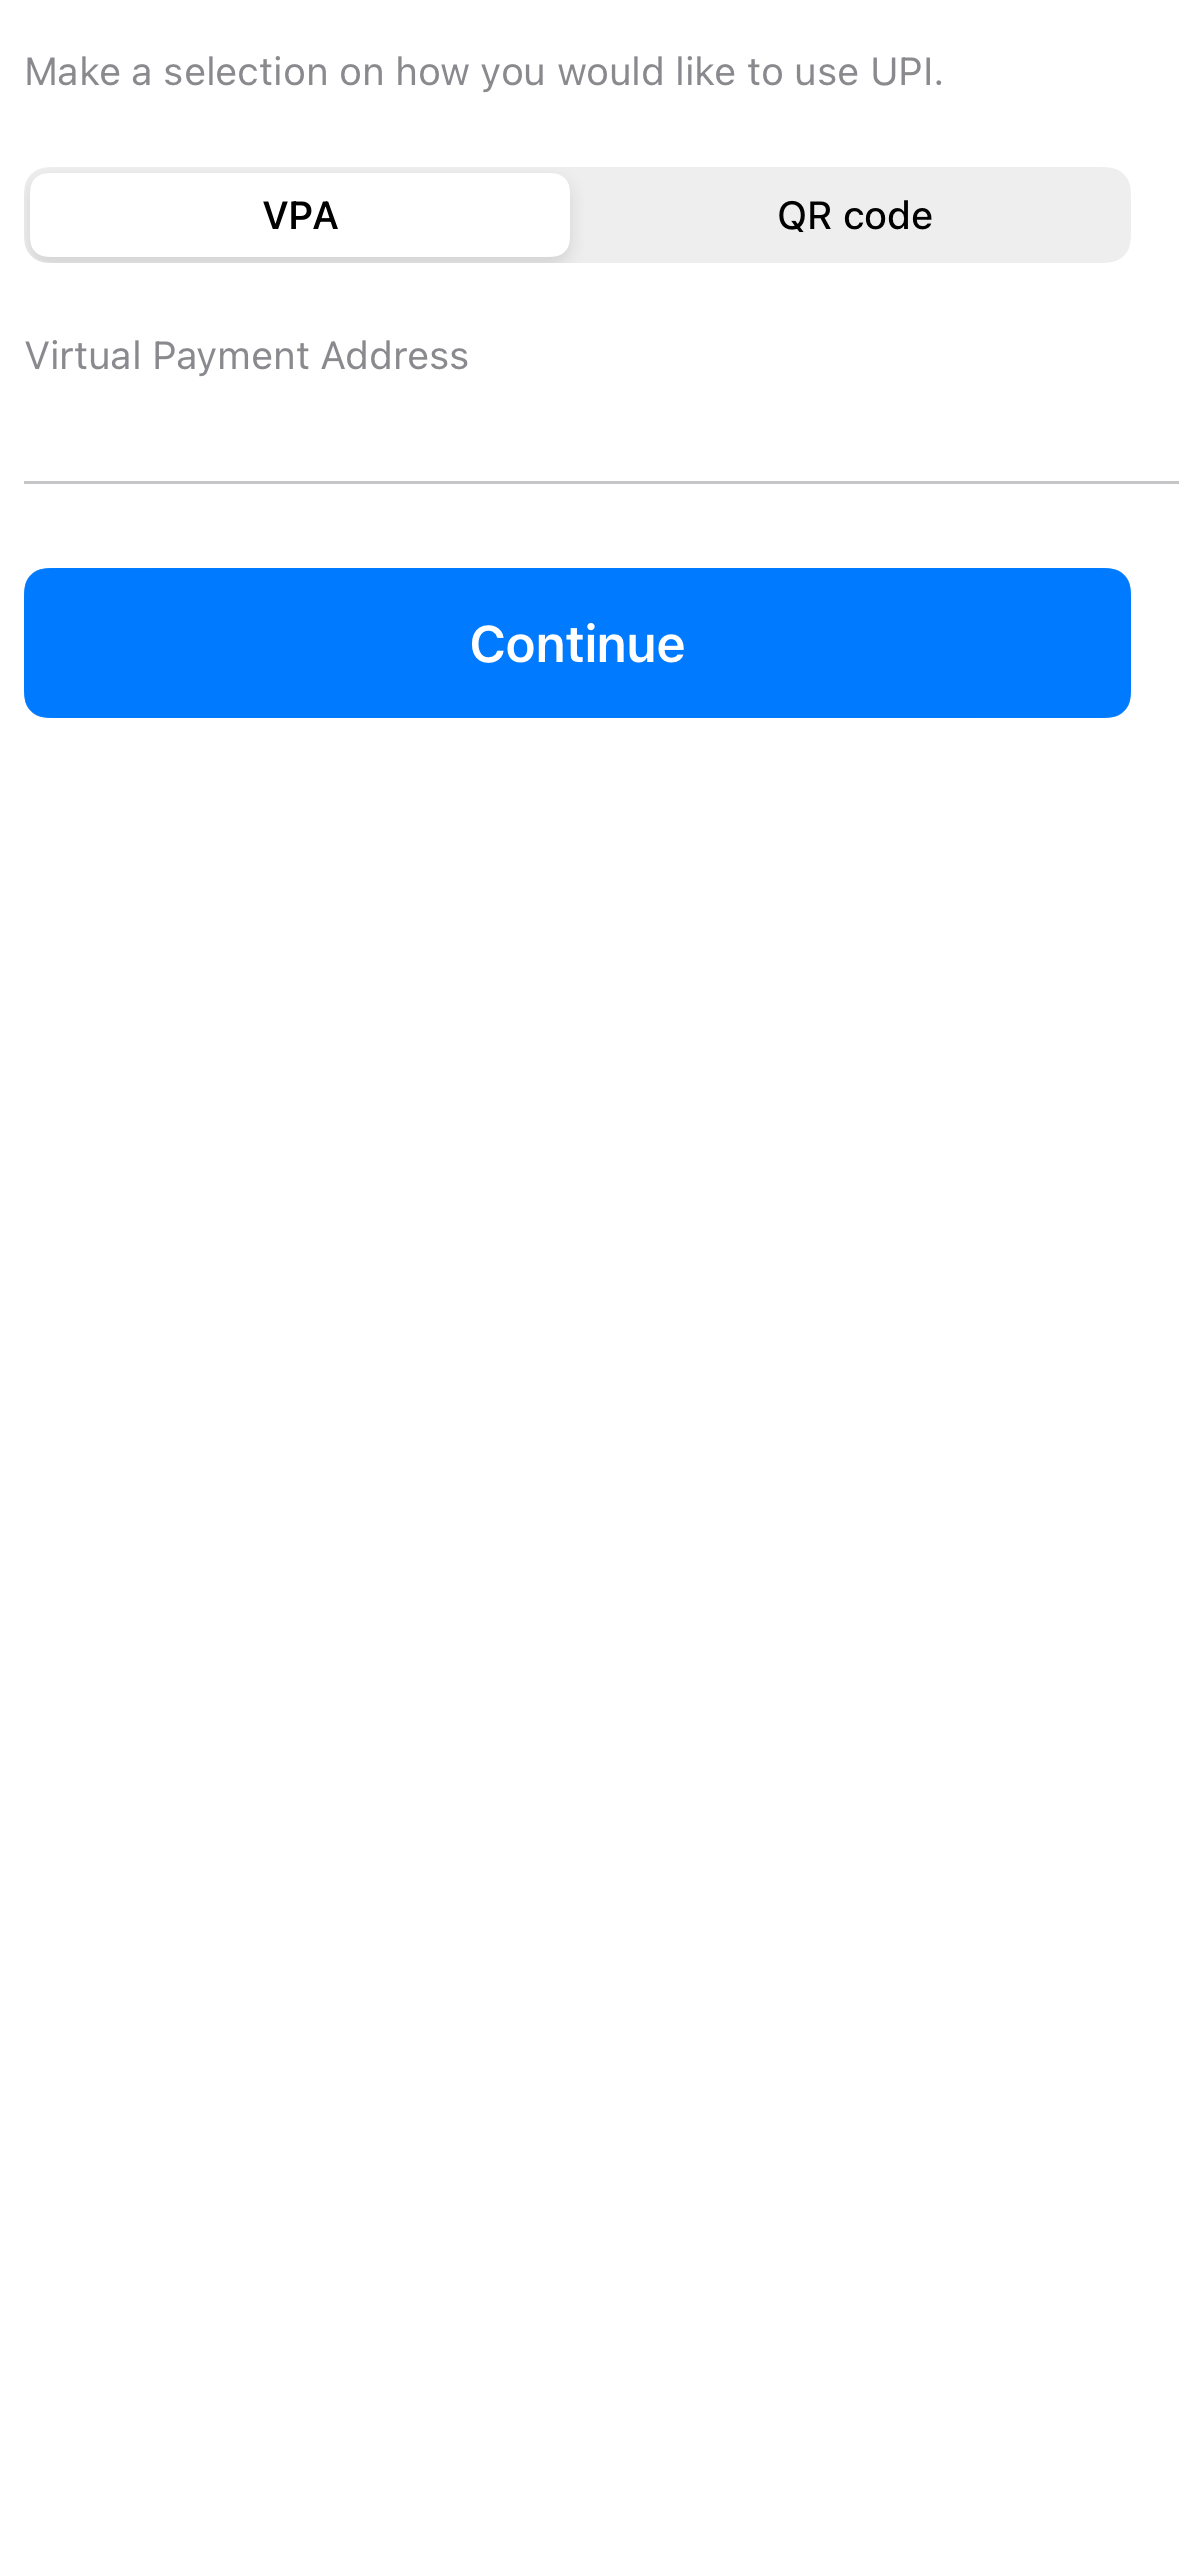 Make a selection on how you would like to use UPI.
VPA
QR code
Virtual Payment Address
Continue